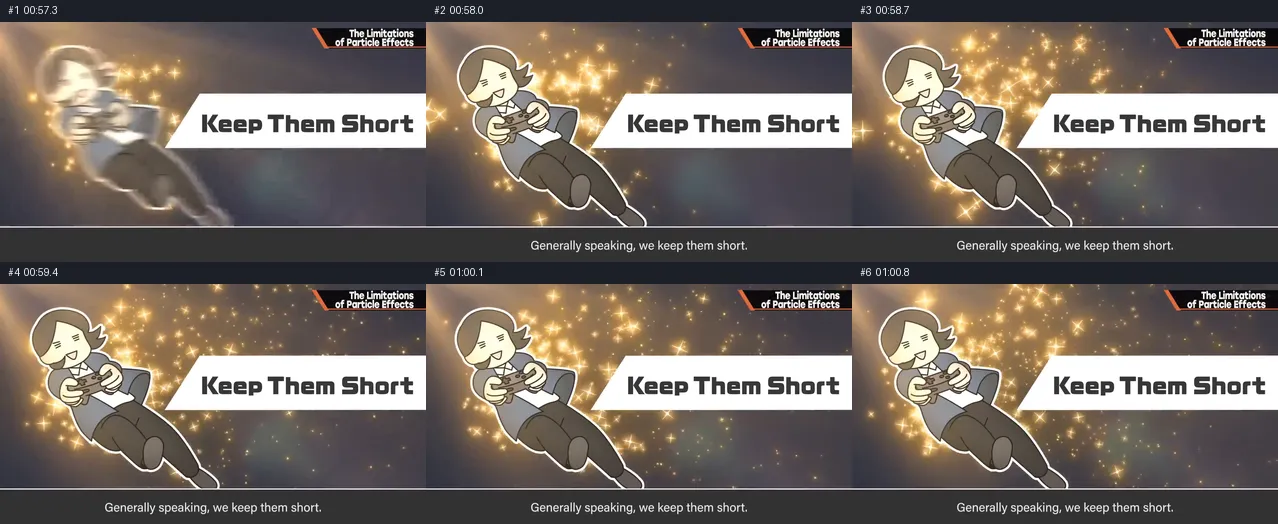 #1 00:57.3
The Limitations
of Particle Effects
Keep Them Short
#2 00:58.0
The Limitations
of Particle Effects
Keep Them Short
Generally speaking, we keep them short.
#3 00:58.7
The Limitations
of Particle Effects
Keep Them Short
Generally speaking, we keep them short.
#4 00:59.4
The Limitations
of Particle Effects
Keep Them Short
Generally speaking, we keep them short.
#5 01:00.1
The Limitations
of Particle Effects
Keep Them Short
Generally speaking, we keep them short.
#6 01:00.8
The Limitations
of Particle Effects
Keep Them Short
Generally speaking, we keep them short.